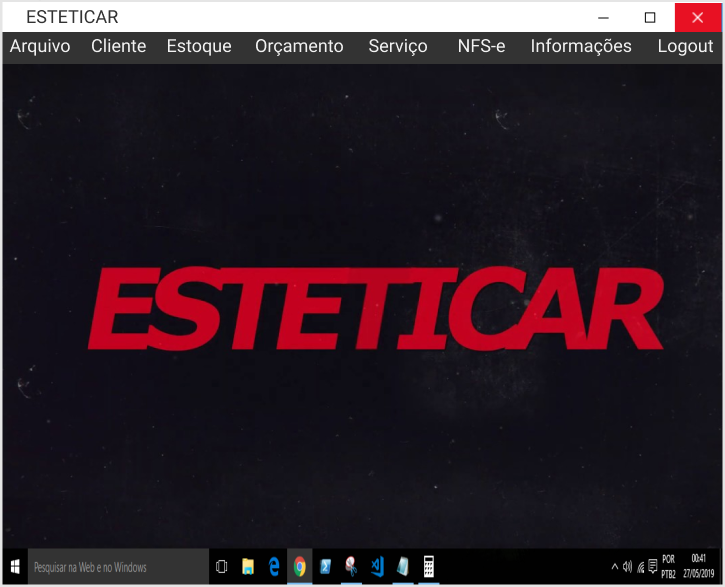 ESTETICAR
Arquivo Cliente Estoque Orçamento Serviço NFS-e Informações Logout
ESTETICAR
Pesquisar na Web e no Windows
POR 00:41
PTB2 27/05/2019